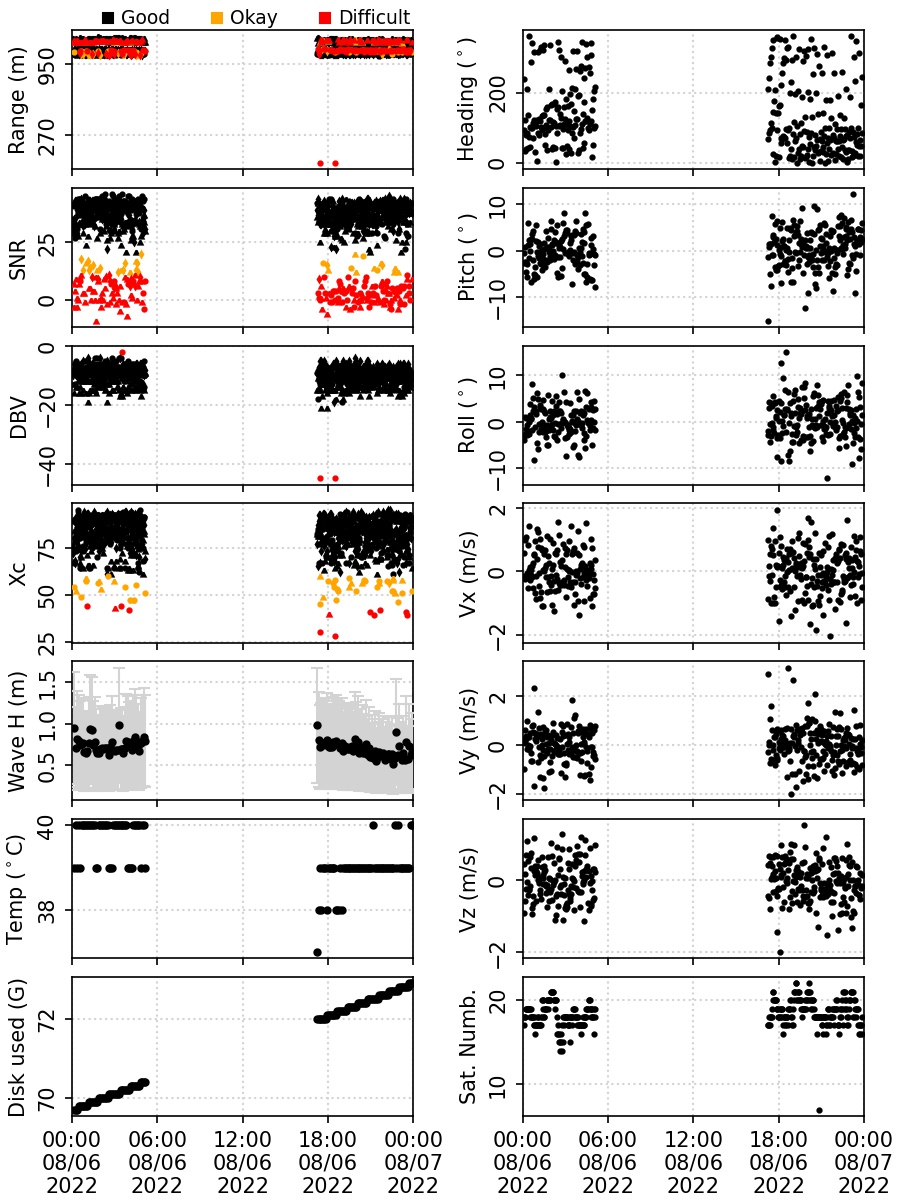 Good Okay Difficult
Range (m)
950
270
Heading (°)
200
0
SNR
25
0
Pitch (°)
10
0
−10
DBV
0
−20
−40
Roll (°)
10
0
−10
Xc
75
50
25
Vx (m/s)
2
0
−2
Wave H (m)
1.5
1.0
0.5
Vy (m/s)
2
0
−2
Temp (°C)
40
38
Vz (m/s)
0
−2
Disk used (G)
72
70
Sat. Numb.
20
10
00:00 06:00 12:00 18:00 00:00
08/06 08/06 08/06 08/06 08/07
2022 2022 2022 2022 2022
00:00 06:00 12:00 18:00 00:00
08/06 08/06 08/06 08/06 08/07
2022 2022 2022 2022 2022